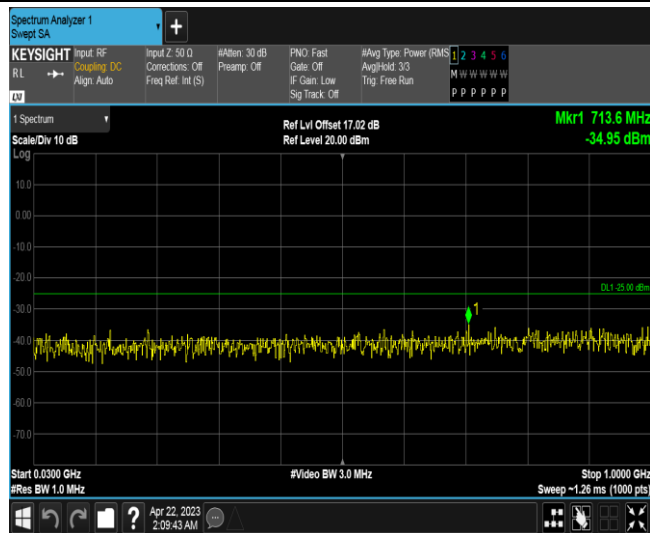 Spectrum Analyzer 1
Swept SA
+
KEYSIGHT
RL
LXI
Input: RF
Coupling: DC
Align: Auto
Input Z: 50 Ω
Corrections: Off
Freq Ref: Int (S)
#Atten: 30 dB
Preamp: Off
PNO: Fast
Gate: Off
IF Gain: Low
Sig Track: Off
#Avg Type: Power (RMS
Avg|Hold: 3/3
Trig: Free Run
1 2 3 4 5 6
M W W W W W
P P P P P P
1 Spectrum
Scale/Div 10 dB
Log
Ref Lvl Offset 17.02 dB
Ref Level 20.00 dBm
Mkr1 713.6 MHz
-34.95 dBm
10.0
0.00
-10.0
-20.0
DL1 -25.00 dBm
-30.0
1
-40.0
-50.0
-60.0
-70.0
Start 0.0300 GHz
#Res BW 1.0 MHz
#Video BW 3.0 MHz
Stop 1.0000 GHz
Sweep ~1.26 ms (1000 pts)
?
Apr 22, 2023
2:09:43 AM